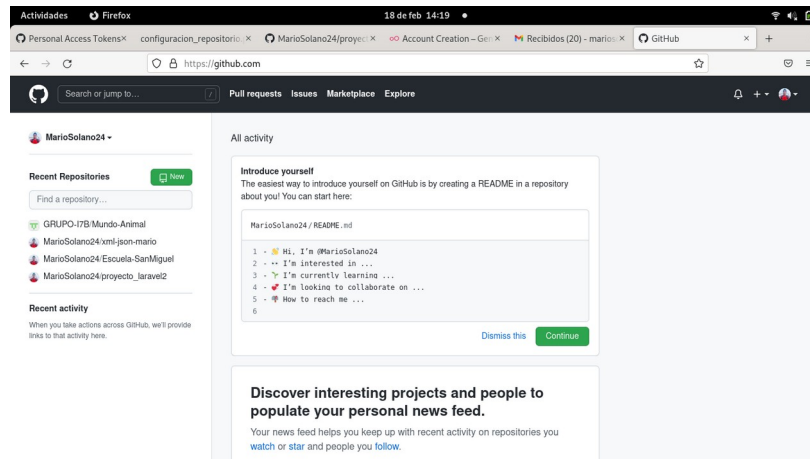 Actividades Firefox 18 de feb 14:19
Personal Access Tokens configuracion_repositorio. MarioSolano24/proyect Account Creation – Ger Recibidos (20) - marios GitHub
https://github.com
Search or jump to... / Pull requests Issues Marketplace Explore
MarioSolano24
Recent Repositories New
Find a repository...
GRUPO-I7B/Mundo-Animal
MarioSolano24/xml-json-mario
MarioSolano24/Escuela-SanMiguel
MarioSolano24/proyecto_laravel2
Recent activity
When you take actions across GitHub, we'll provide
links to that activity here.
All activity
Introduce yourself
The easiest way to introduce yourself on GitHub is by creating a README in a repository
about you! You can start here:
MarioSolano24 / README.md
1 - 👋 Hi, I'm @MarioSolano24
2 - 👀 I'm interested in ...
3 - 🌱 I'm currently learning ...
4 - 💞️ I'm looking to collaborate on ...
5 - 📫 How to reach me ...
6
Dismiss this Continue
Discover interesting projects and people to
populate your personal news feed.
Your news feed helps you keep up with recent activity on repositories you
watch or star and people you follow.